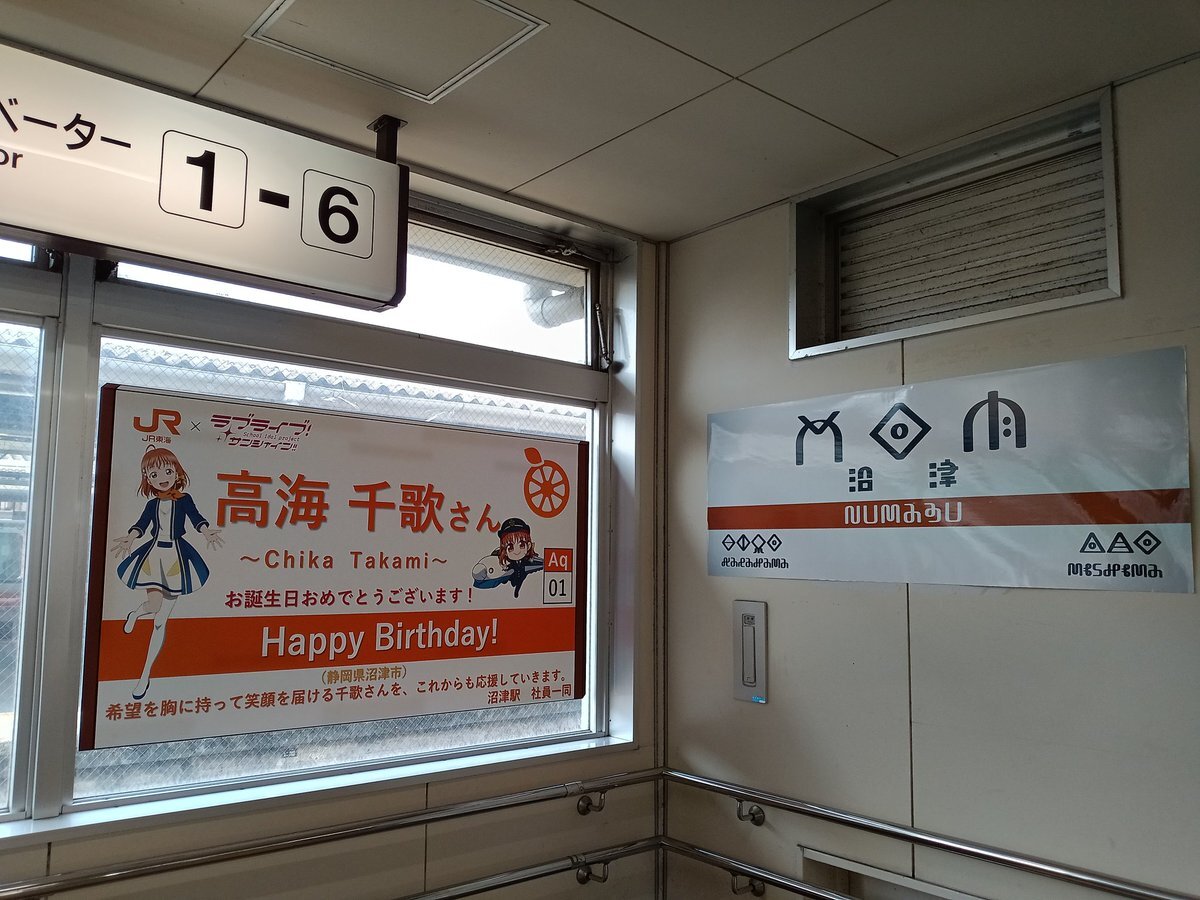 ベーター
or
1 - 6
JR × ラブライブ!
JR東海
School idol project
サンシャイン!!
高海 千歌さん
～Chika Takami～
Aq
01
お誕生日おめでとうございます！
Happy Birthday!
（静岡県沼津市）
希望を胸に持って笑顔を届ける千歌さんを、これからも応援していきます。
沼津駅 社員一同
沼津
NUMAZU